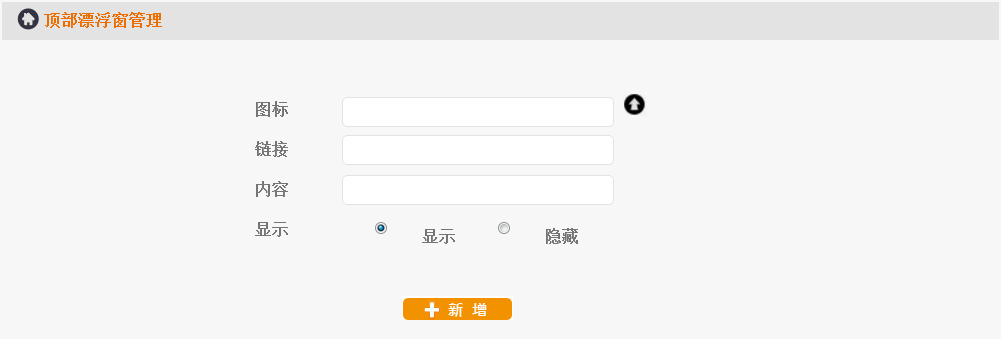 顶部漂浮窗管理
图标
链接
内容
显示 显示 隐藏
新 增